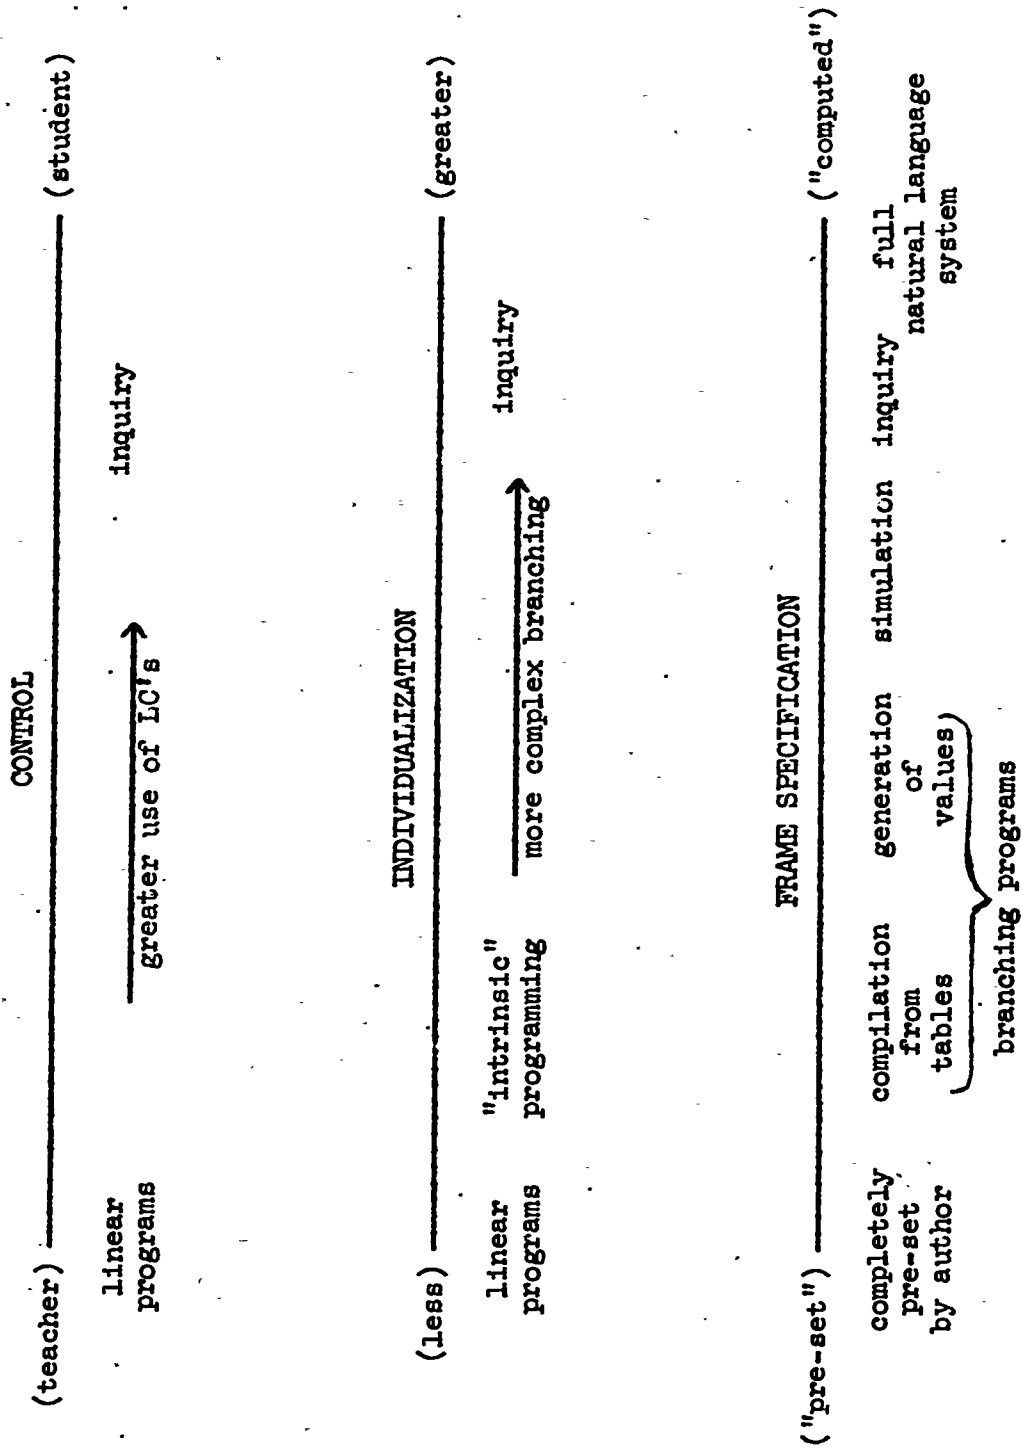 CONTROL
(teacher) (student)
linear
programs
greater use of LC's
inquiry
INDIVIDUALIZATION
(less) (greater)
linear
programs
"intrinsic"
programming
more complex branching
inquiry
FRAME SPECIFICATION
("pre-set") ("computed")
completely
pre-set
by author
compilation
from
tables
generation
of
values
branching programs
simulation
inquiry
full
natural language
system